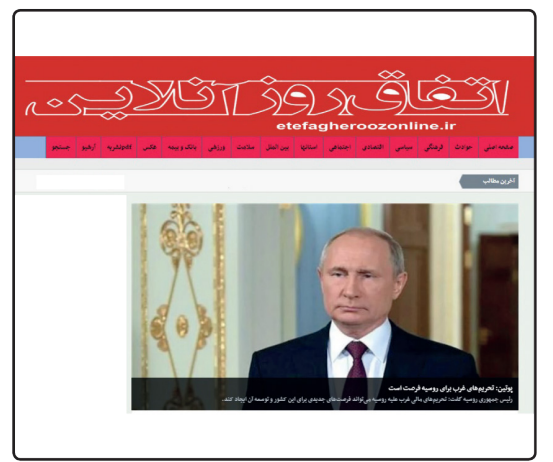 اتفاق روز آنلاین
etefagheroozonline.ir
صفحه اصلی حوادث فرهنگی سیاسی اقتصادی اجتماعی استانها بین الملل سلامت ورزشی بانک و بیمه عکس pdfنشریه آرشیو جستجو
آخرین مطالب
پوتین: تحریم‌های غرب برای روسیه فرصت است
رئیس جمهوری روسیه گفت: تحریم‌های مالی غرب علیه روسیه می‌تواند فرصت‌های جدیدی برای این کشور و توسعه آن ایجاد کند.